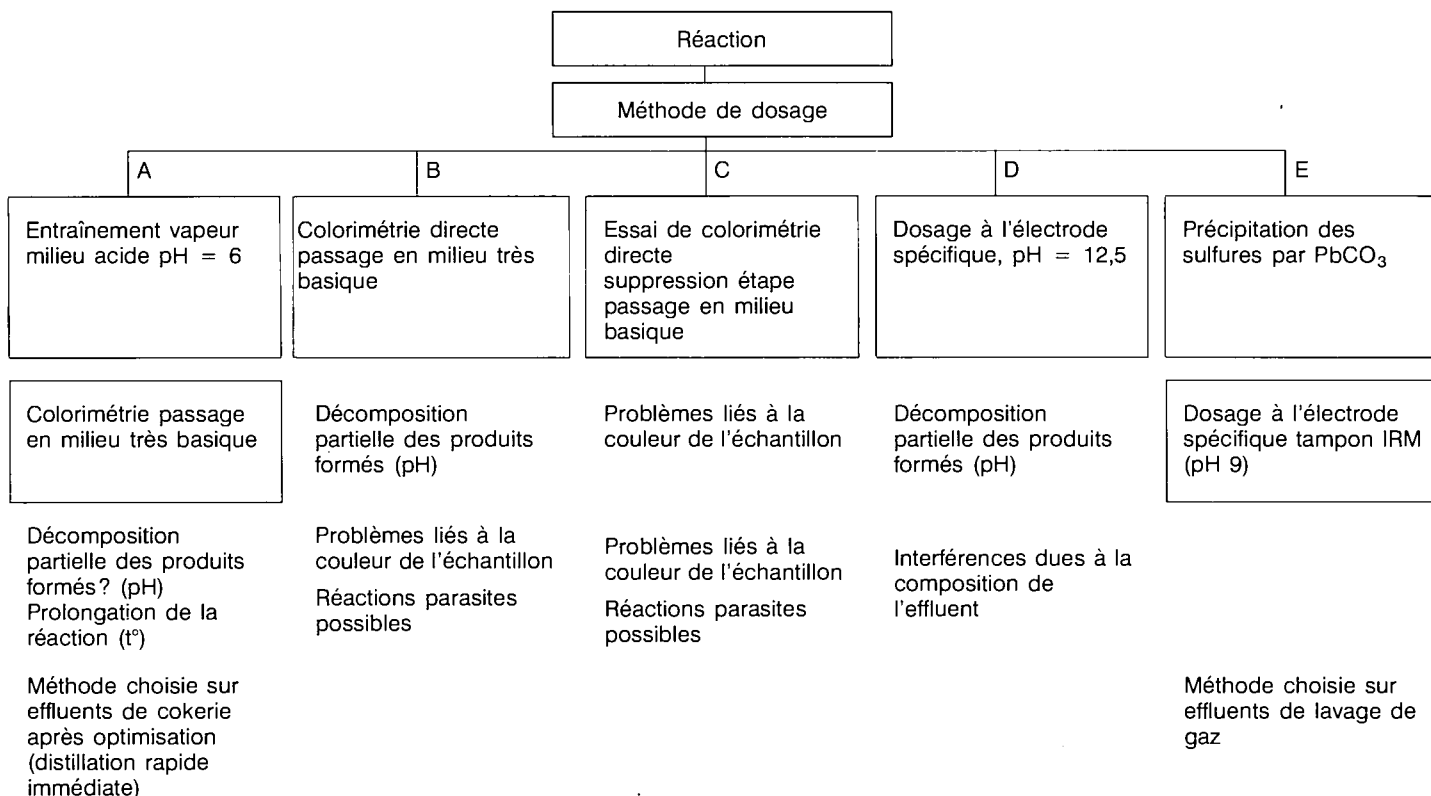 Réaction
Méthode de dosage
A
B
C
D
E
Entraînement vapeur
milieu acide pH = 6
Colorimétrie directe
passage en milieu très
basique
Essai de colorimétrie
directe
suppression étape
passage en milieu
basique
Dosage à l'électrode
spécifique, pH = 12,5
Précipitation des
sulfures par PbCO₃
Colorimétrie passage
en milieu très basique
Décomposition
partielle des produits
formés (pH)
Problèmes liés à la
couleur de l'échantillon
Décomposition
partielle des produits
formés (pH)
Dosage à l'électrode
spécifique tampon IRM
(pH 9)
Décomposition
partielle des produits
formés? (pH)
Prolongation de la
réaction (t°)
Problèmes liés à la
couleur de l'échantillon
Réactions parasites
possibles
Problèmes liés à la
couleur de l'échantillon
Réactions parasites
possibles
Interférences dues à la
composition de
l'effluent
Méthode choisie sur
effluents de cokerie
après optimisation
(distillation rapide
immédiate)
Méthode choisie sur
effluents de lavage de
gaz